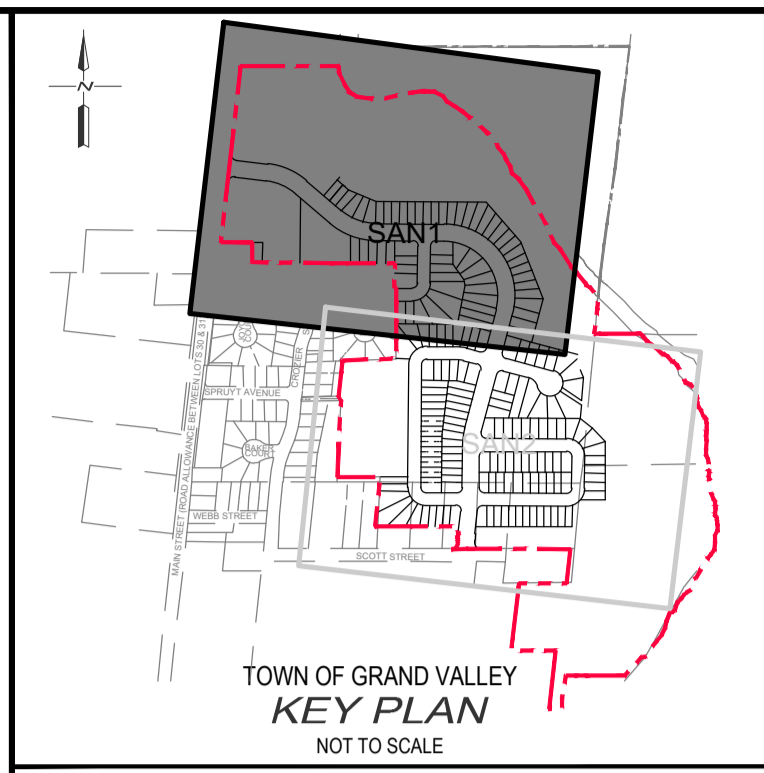 N
SAN1
CROZIER
SPRUYT AVENUE
MAIN STREET (ROAD ALLOWANCE BETWEEN LOTS 30 & 31
BAKER
COURT
SAN2
WEBB STREET
SCOTT STREET
TOWN OF GRAND VALLEY
KEY PLAN
NOT TO SCALE